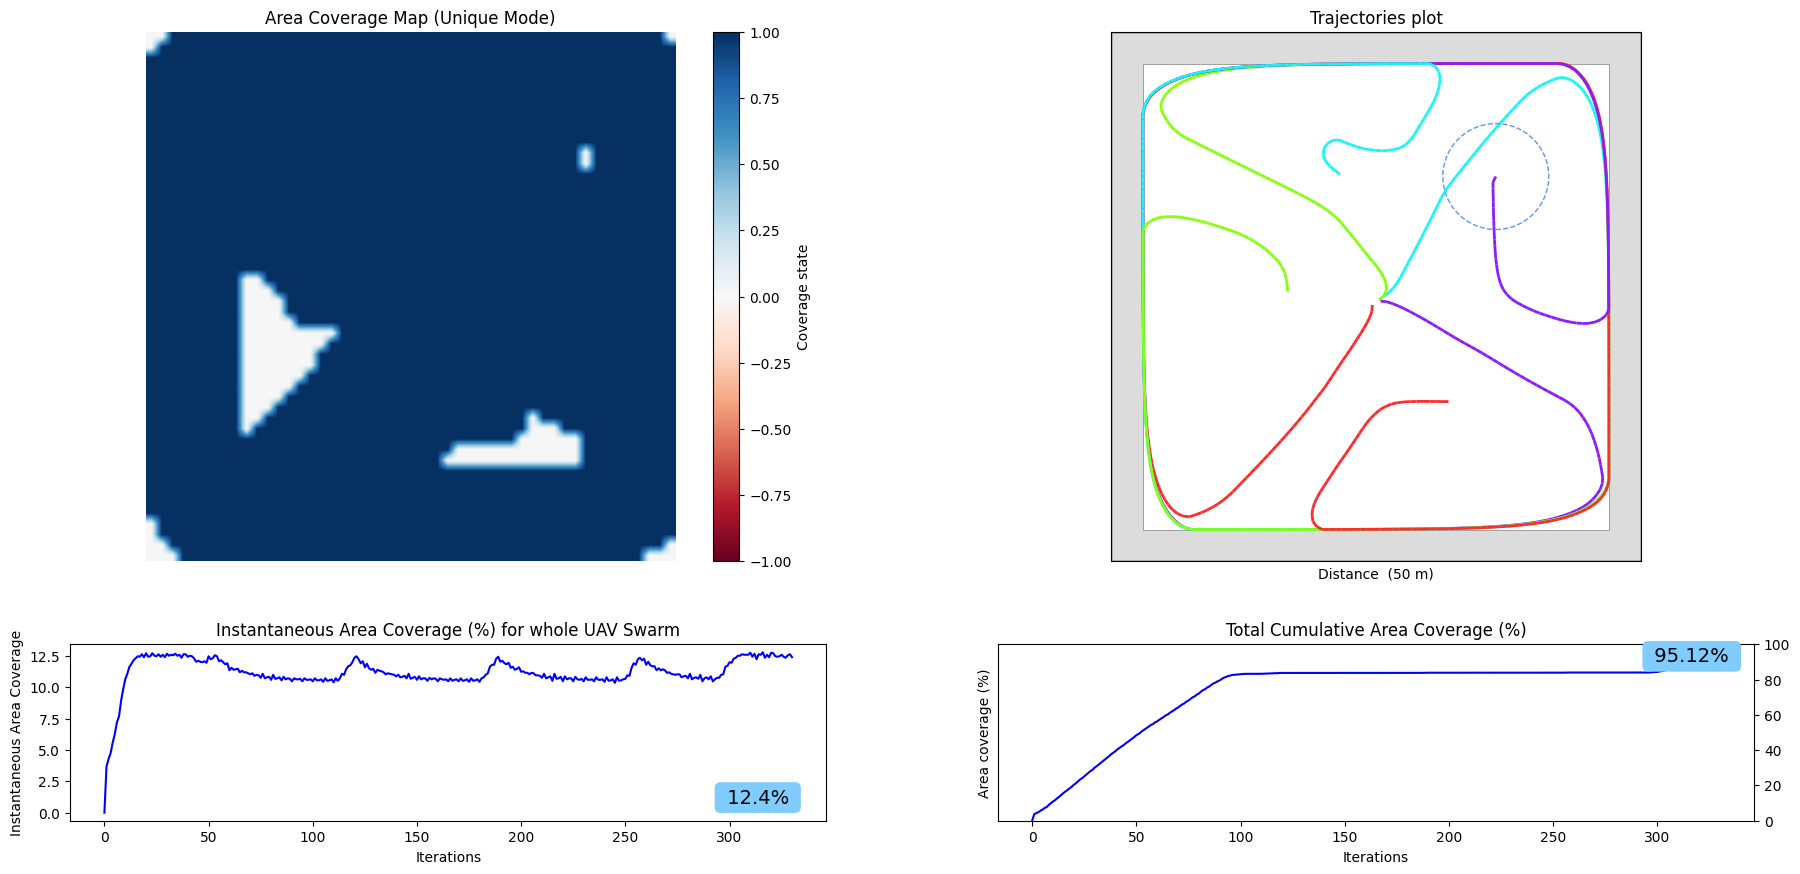 Area Coverage Map (Unique Mode)
1.00
0.75
0.50
0.25
0.00
−0.25
−0.50
−0.75
−1.00
Coverage state
Trajectories plot
Distance  (50 m)
Instantaneous Area Coverage (%) for whole UAV Swarm
Instantaneous Area Coverage
12.5
10.0
7.5
5.0
2.5
0.0
12.4%
0 50 100 150 200 250 300
Iterations
Total Cumulative Area Coverage (%)
Area coverage (%)
95.12%
100
80
60
40
20
0
0 50 100 150 200 250 300
Iterations